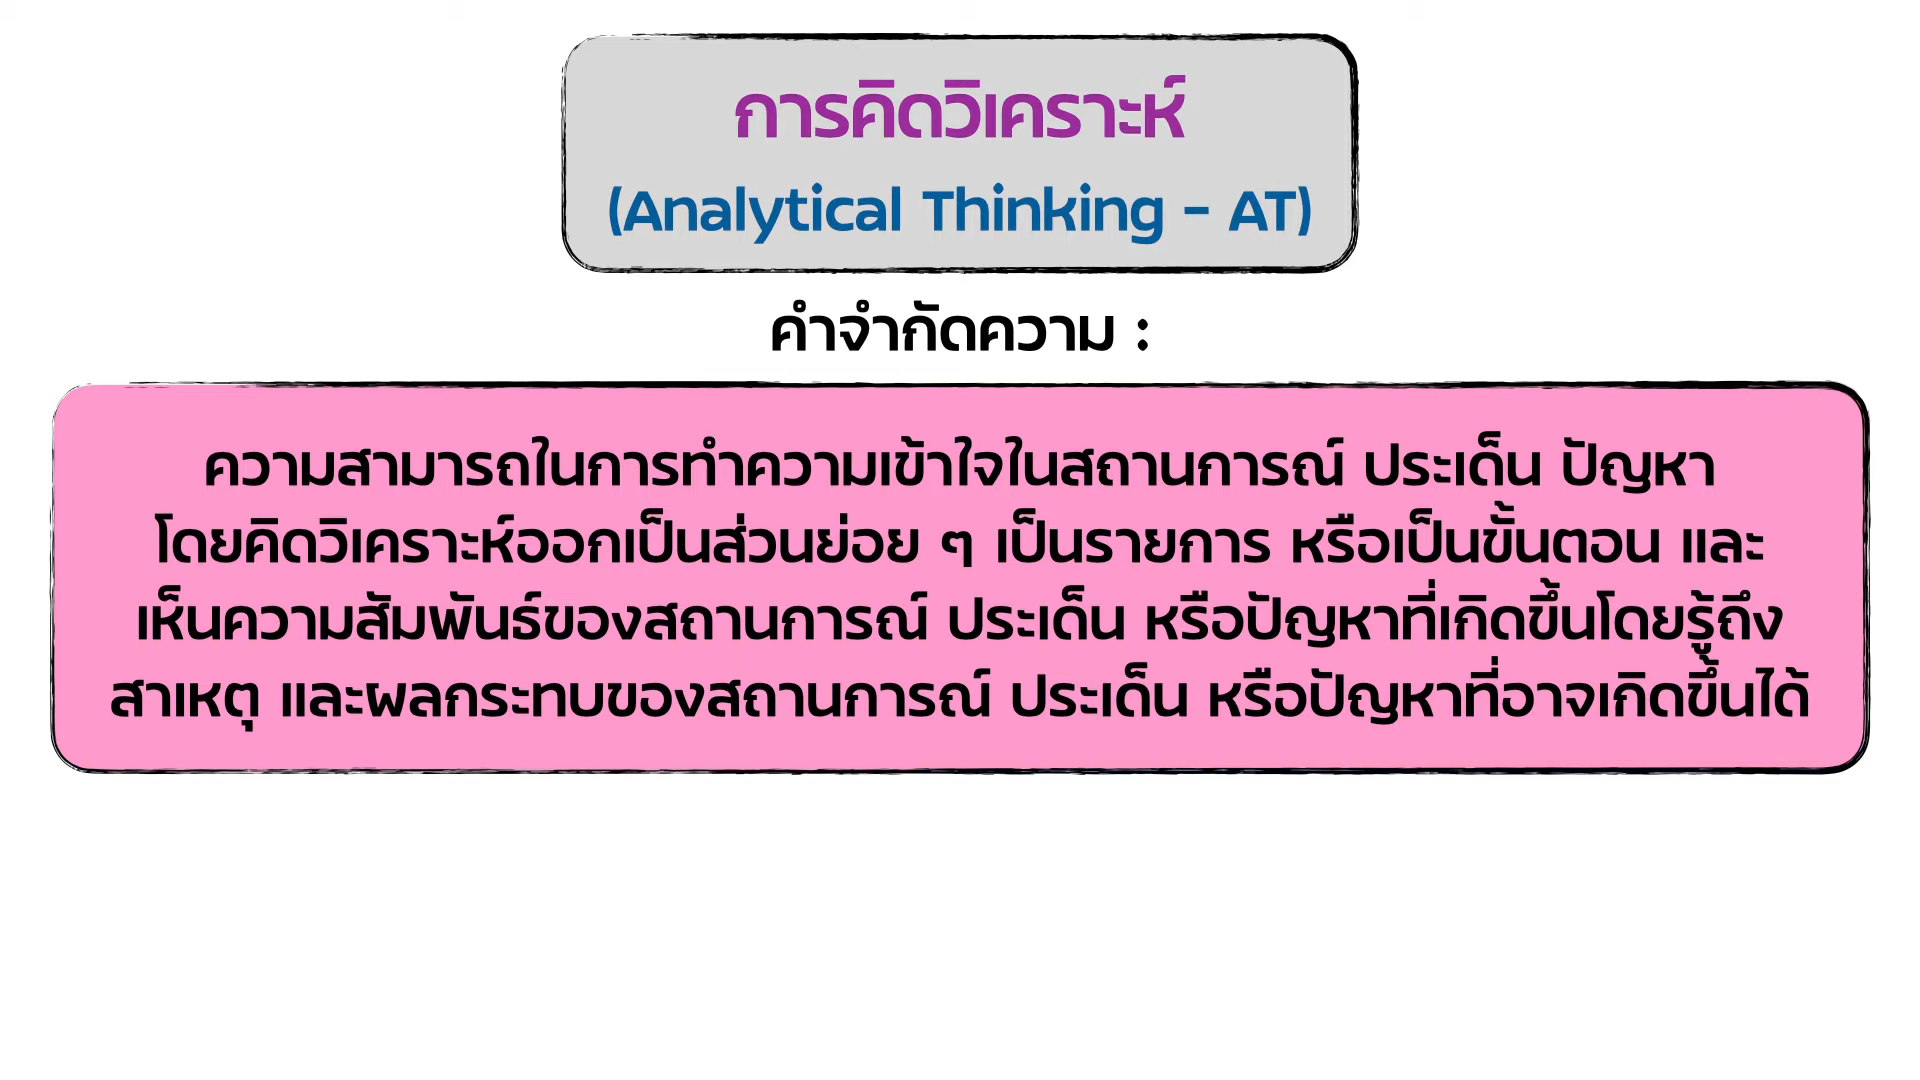 การคิดวิเคราะห์
(Analytical Thinking - AT)
คำจำกัดความ :
ความสามารถในการทำความเข้าใจในสถานการณ์ ประเด็น ปัญหา
โดยคิดวิเคราะห์ออกเป็นส่วนย่อย ๆ เป็นรายการ หรือเป็นขั้นตอน และ
เห็นความสัมพันธ์ของสถานการณ์ ประเด็น หรือปัญหาที่เกิดขึ้นโดยรู้ถึง
สาเหตุ และผลกระทบของสถานการณ์ ประเด็น หรือปัญหาที่อาจเกิดขึ้นได้